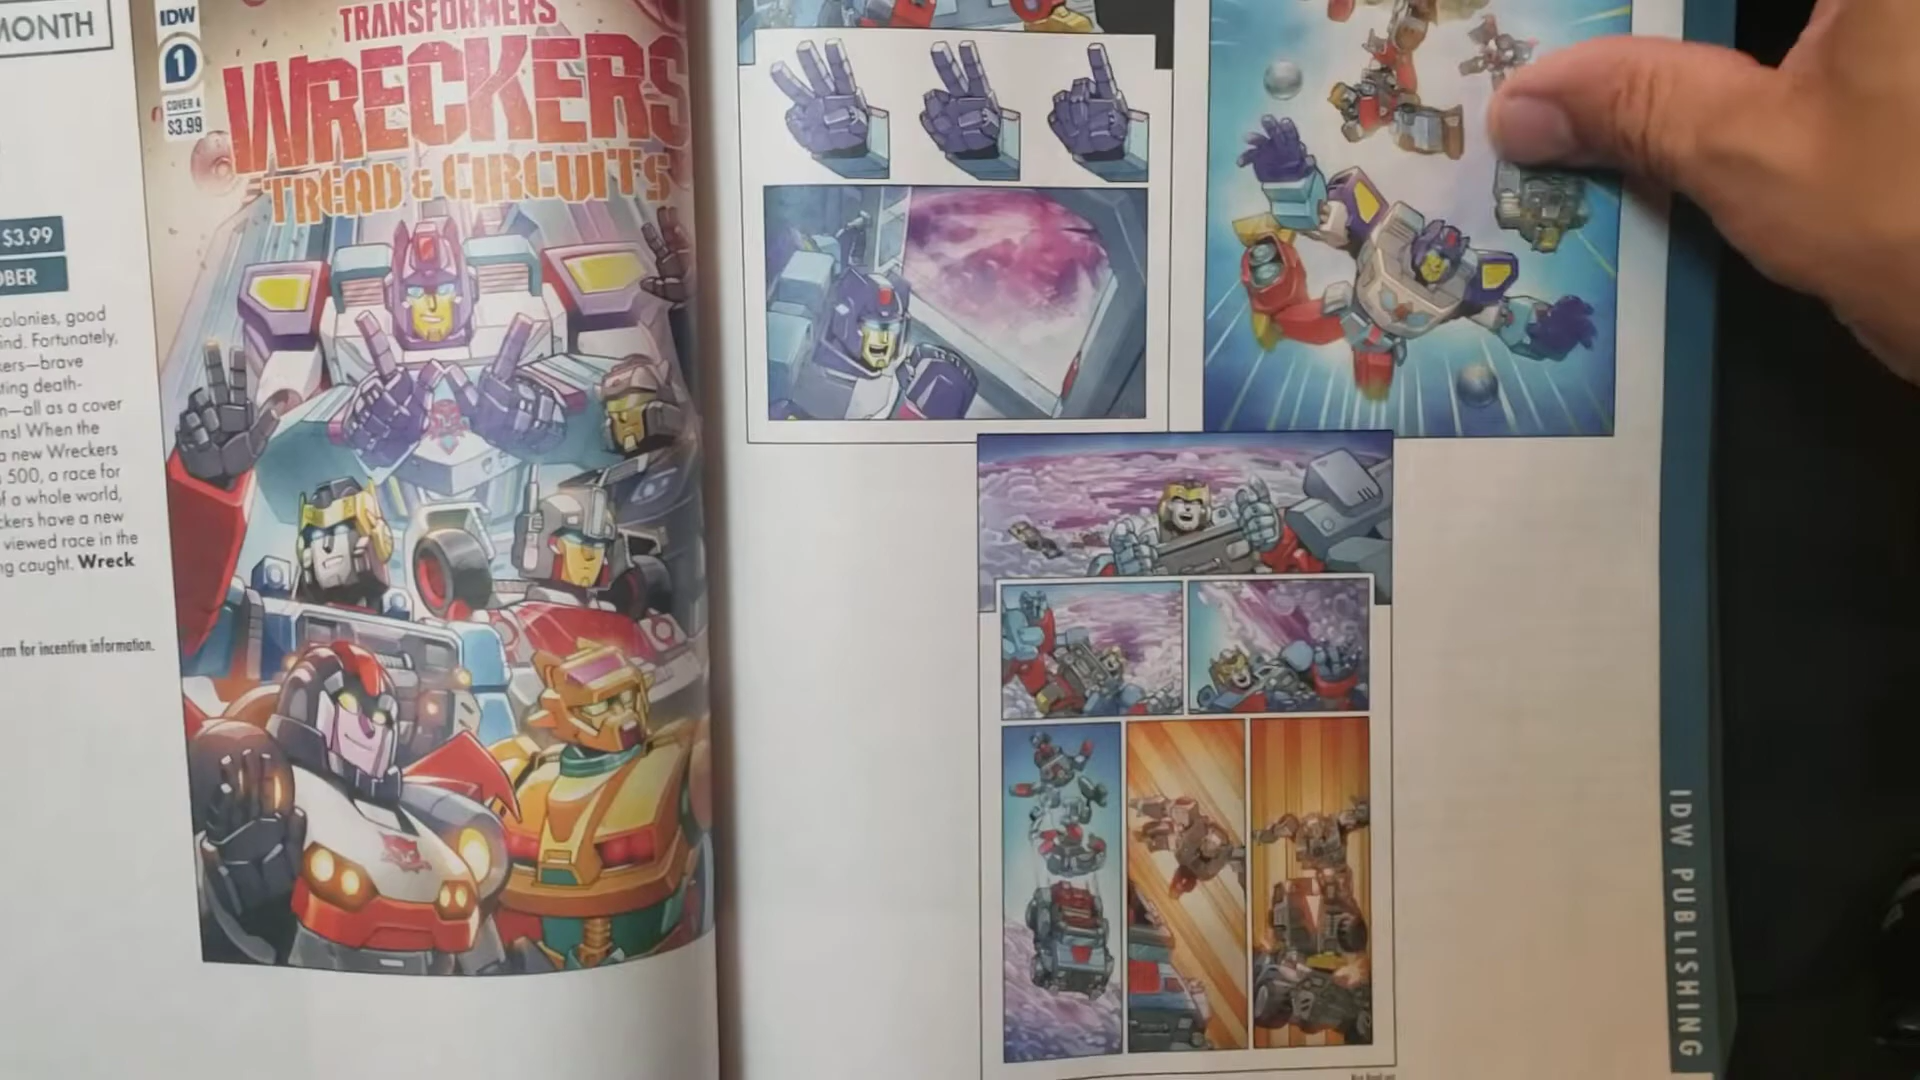 MONTH
$3.99
OBER
colonies, good
ind. Fortunately,
kers—brave
ting death-
n—all as a cover
ns! When the
a new Wreckers
500, a race for
of a whole world,
ckers have a new
viewed race in the
ng caught. Wreck
rm for incentive information.
IDW
1
COVER A
$3.99
TRANSFORMERS
WRECKERS
TREAD & CIRCUITS
IDW PUBLISHING